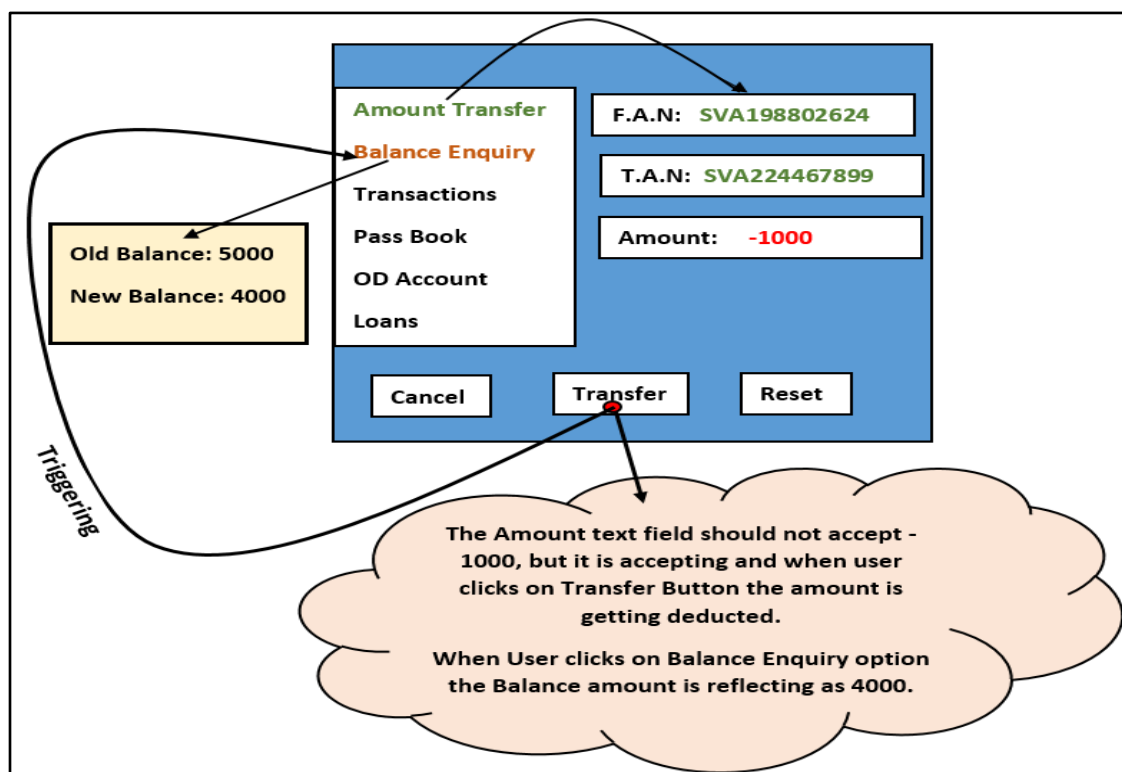 Amount Transfer
Balance Enquiry
Transactions
Pass Book
OD Account
Loans
F.A.N: SVA198802624
T.A.N: SVA224467899
Amount: -1000
Old Balance: 5000
New Balance: 4000
Cancel
Transfer
Reset
Triggering
The Amount text field should not accept -
1000, but it is accepting and when user
clicks on Transfer Button the amount is
getting deducted.
When User clicks on Balance Enquiry option
the Balance amount is reflecting as 4000.